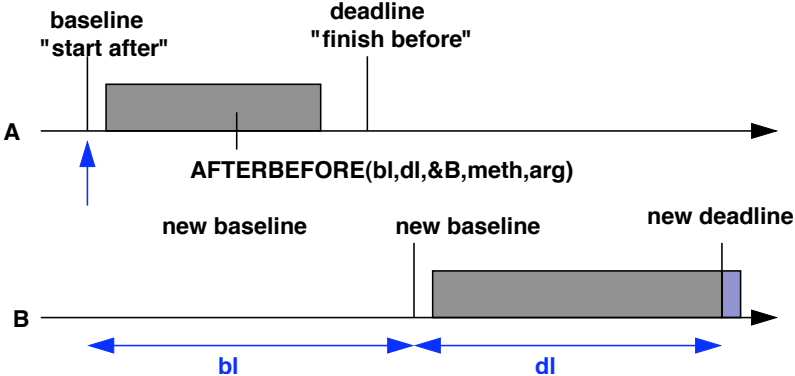 baseline
"start after"
deadline
"finish before"
A
AFTERBEFORE(bl,dl,&B,meth,arg)
new baseline
new baseline
new deadline
B
bl
dl